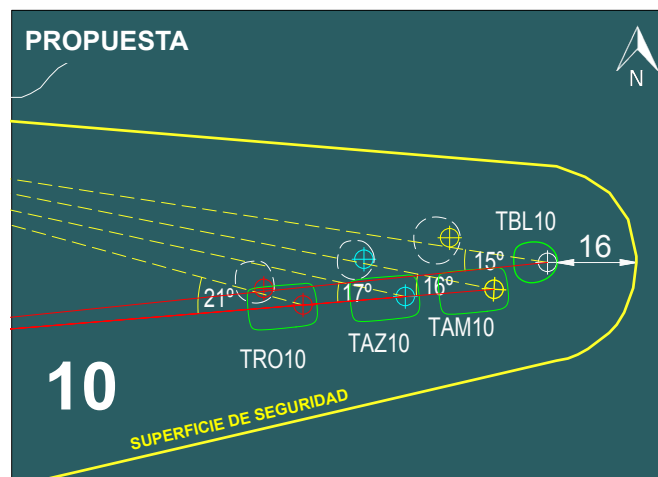 PROPUESTA
N
TBL10
16
15º
16º
17º
21º
TAM10
TAZ10
TRO10
10
SUPERFICIE DE SEGURIDAD